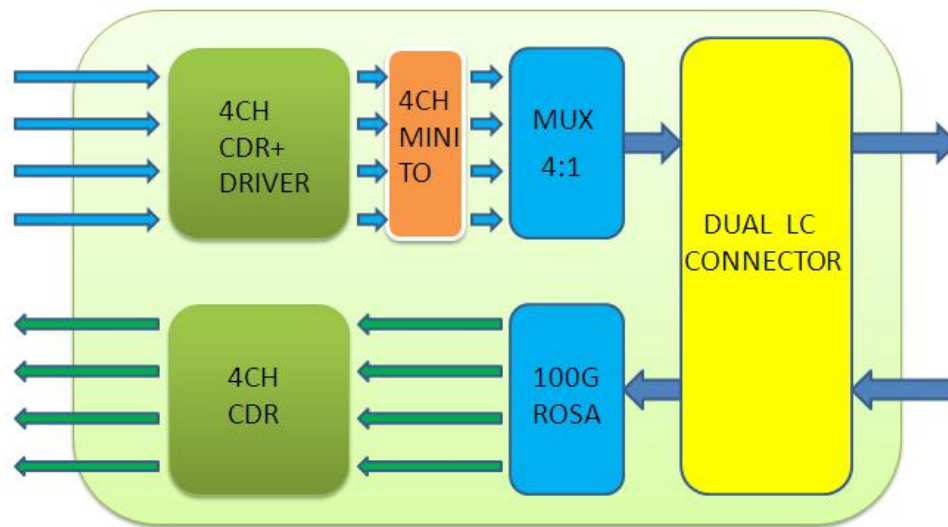 4CH
CDR+
DRIVER
4CH
MINI
TO
MUX
4:1
DUAL LC
CONNECTOR
4CH
CDR
100G
ROSA